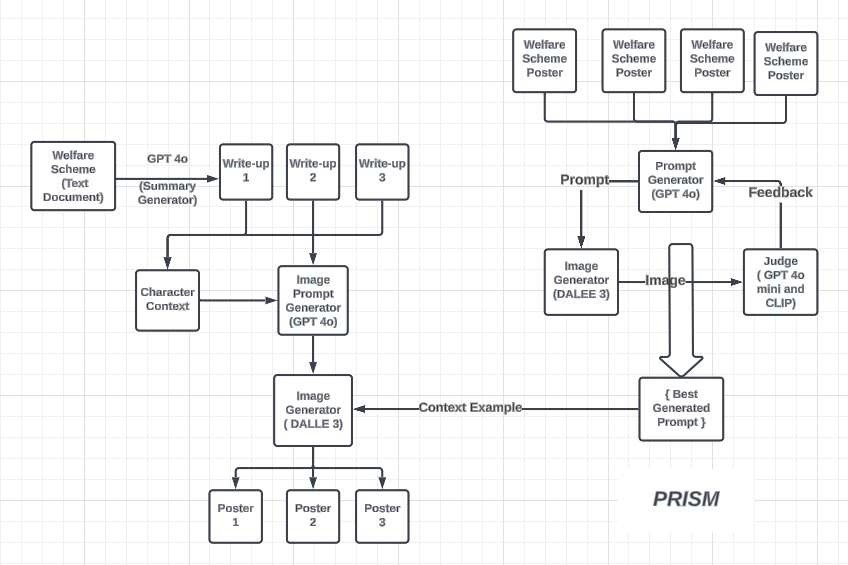 Welfare
Scheme
Poster
Welfare
Scheme
Poster
Welfare
Scheme
Poster
Welfare
Scheme
Poster
Welfare
Scheme
(Text
Document)
GPT 4o
(Summary
Generator)
Write-up
1
Write-up
2
Write-up
3
Prompt
Prompt
Generator
(GPT 4o)
Feedback
Character
Context
Image
Prompt
Generator
(GPT 4o)
Image
Generator
(DALEE 3)
Image
Judge
( GPT 4o
mini and
CLIP)
Image
Generator
( DALLE 3)
Context Example
{ Best
Generated
Prompt }
Poster
1
Poster
2
Poster
3
PRISM